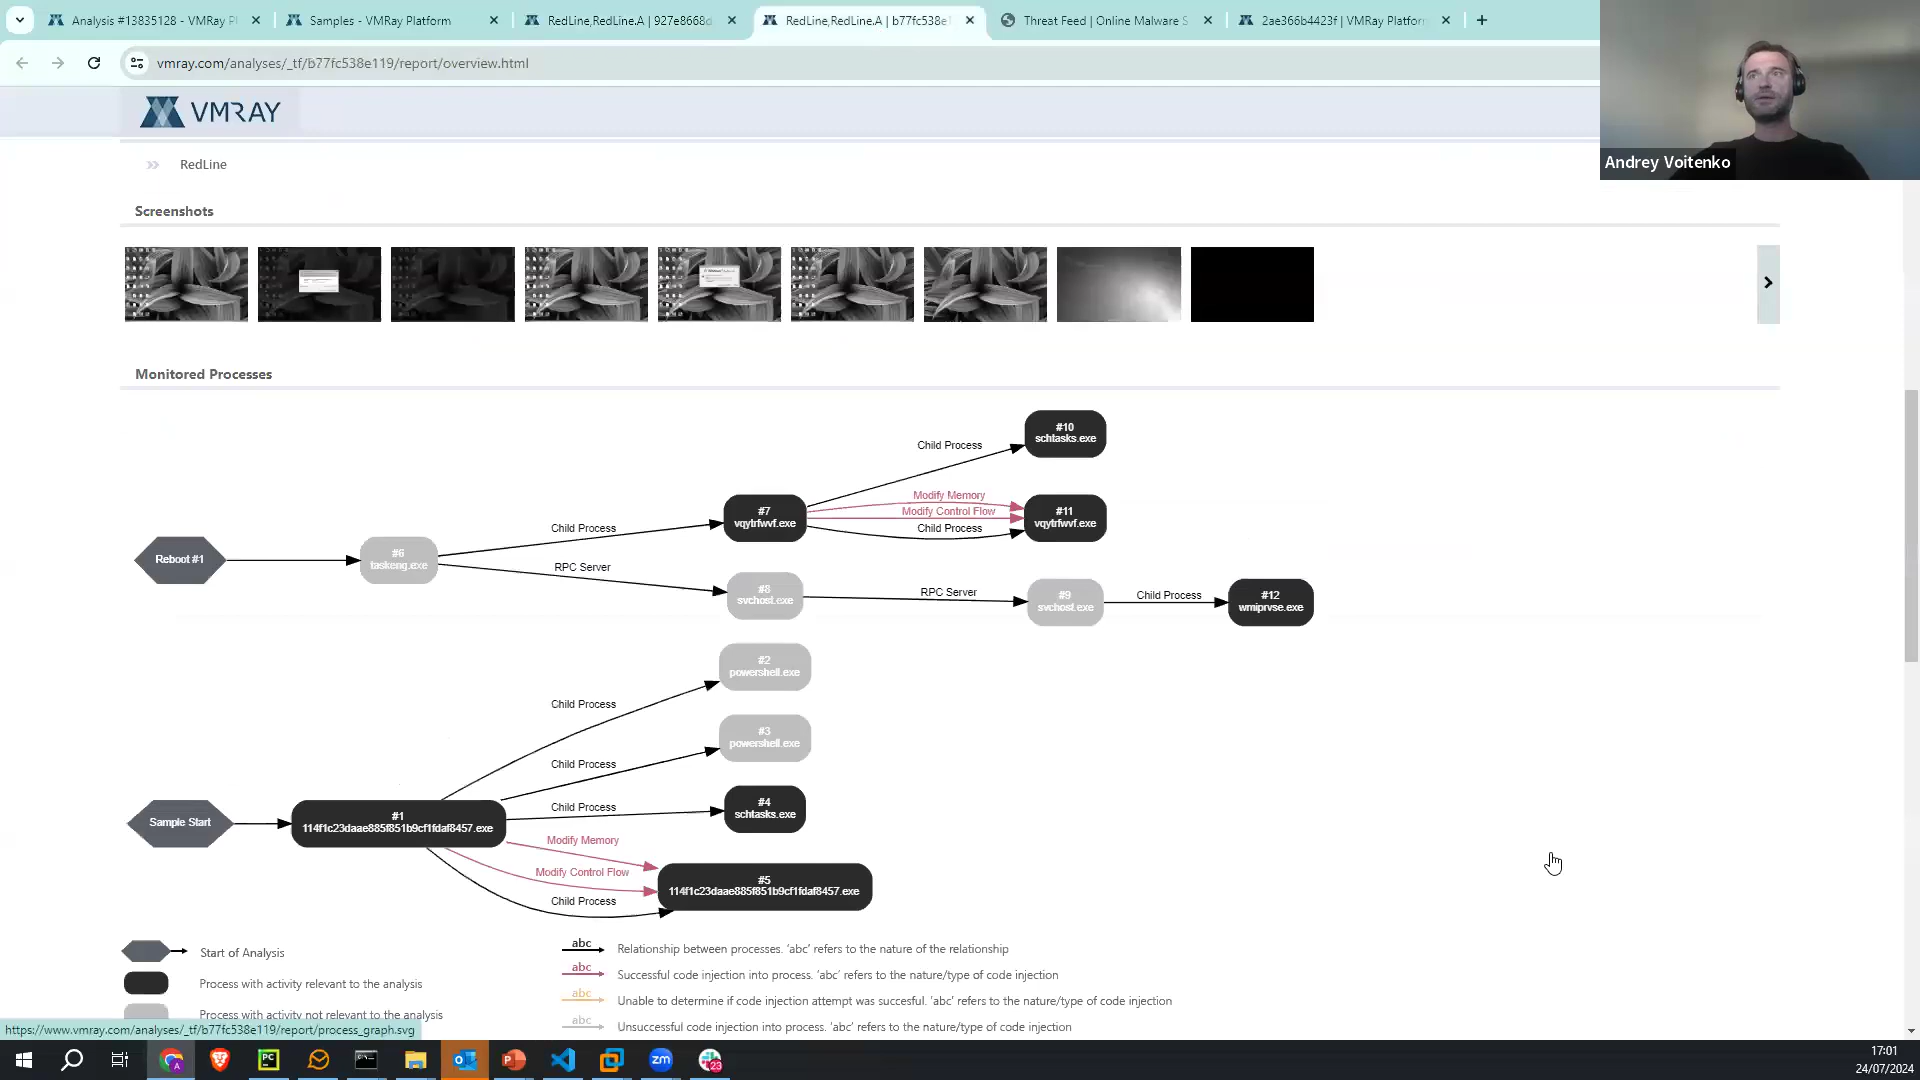 Analysis #13835128 - VMRay Pl
Samples - VMRay Platform
RedLine,RedLine.A | 927e8668d
RedLine,RedLine.A | b77fc538e1
Threat Feed | Online Malware S
2ae366b4423f | VMRay Platform
vmray.com/analyses/_tf/b77fc538e119/report/overview.html
VMRAY
Andrey Voitenko
RedLine
Screenshots
Monitored Processes
#10
schtasks.exe
Child Process
Modify Memory
#7
vqytrfwvf.exe
Modify Control Flow
#11
vqytrfwvf.exe
Child Process
Child Process
Reboot #1
#6
taskeng.exe
RPC Server
#8
svchost.exe
RPC Server
#9
svchost.exe
Child Process
#12
wmiprvse.exe
#2
powershell.exe
Child Process
#3
powershell.exe
Child Process
#4
schtasks.exe
Child Process
Sample Start
#1
114f1c23daae885f851b9cf1fdaf8457.exe
Modify Memory
Modify Control Flow
#5
114f1c23daae885f851b9cf1fdaf8457.exe
Child Process
Start of Analysis
Process with activity relevant to the analysis
Process with activity not relevant to the analysis
abc
Relationship between processes. 'abc' refers to the nature of the relationship
abc
Successful code injection into process. 'abc' refers to the nature/type of code injection
abc
Unable to determine if code injection attempt was succesful. 'abc' refers to the nature/type of code injection
abc
Unsuccessful code injection into process. 'abc' refers to the nature/type of code injection
https://www.vmray.com/analyses/_tf/b77fc538e119/report/process_graph.svg
A
PC
zm
23
17:01
24/07/2024